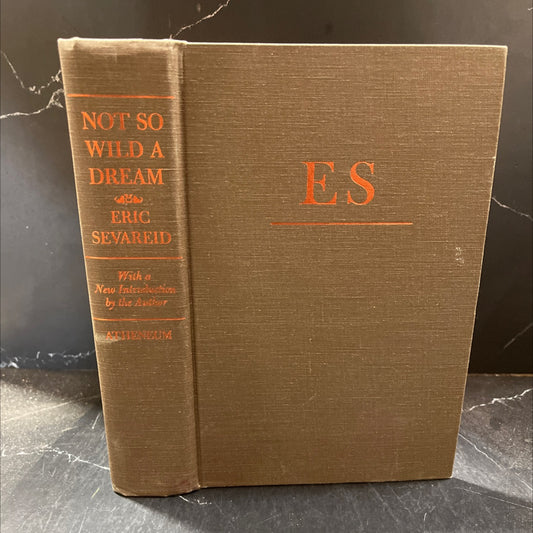 NOT SO
WILD A
DREAM
ERIC
SEVAREID
With a
New Introduction
by the Author
ATHENEUM
ES